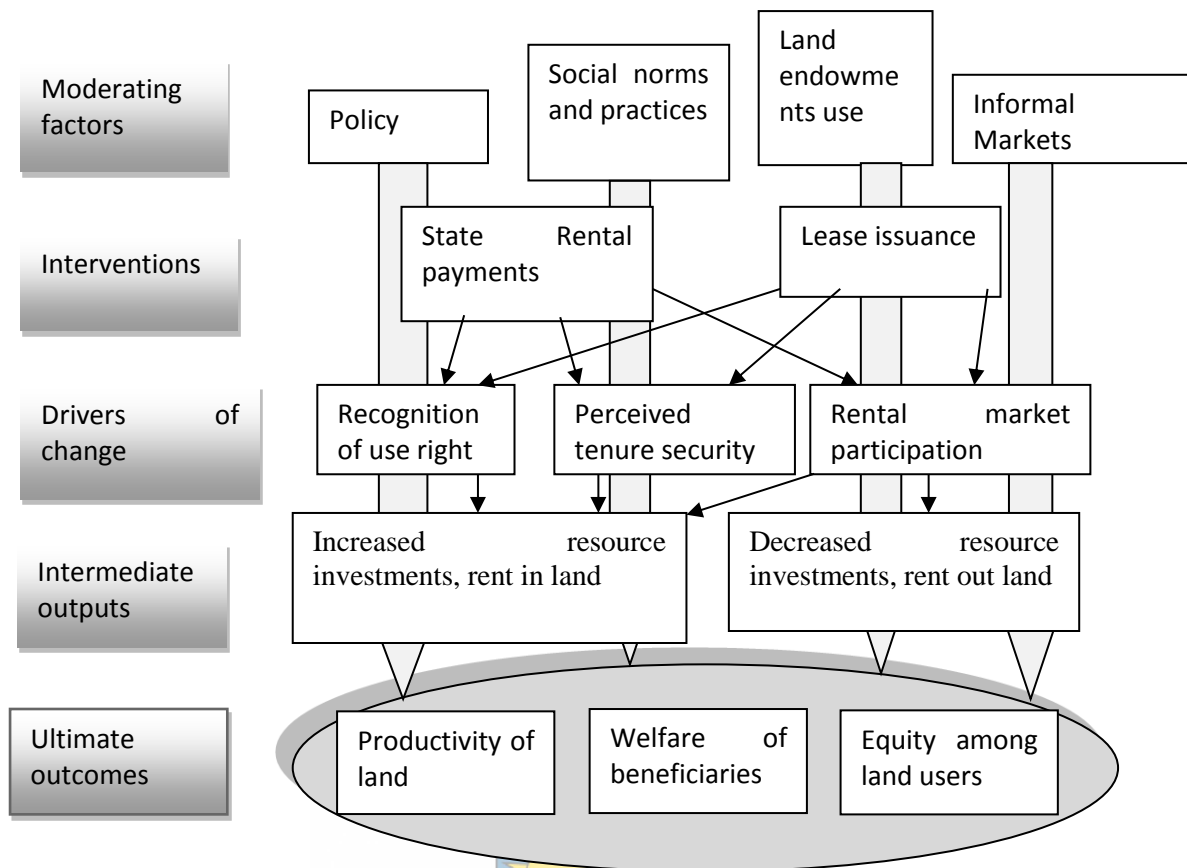 Moderating
factors
Policy
Social norms
and practices
Land
endowme
nts use
Informal
Markets
Interventions
State Rental
payments
Lease issuance
Drivers of
change
Recognition
of use right
Perceived
tenure security
Rental market
participation
Intermediate
outputs
Increased resource
investments, rent in land
Decreased resource
investments, rent out land
Ultimate
outcomes
Productivity of
land
Welfare of
beneficiaries
Equity among
land users